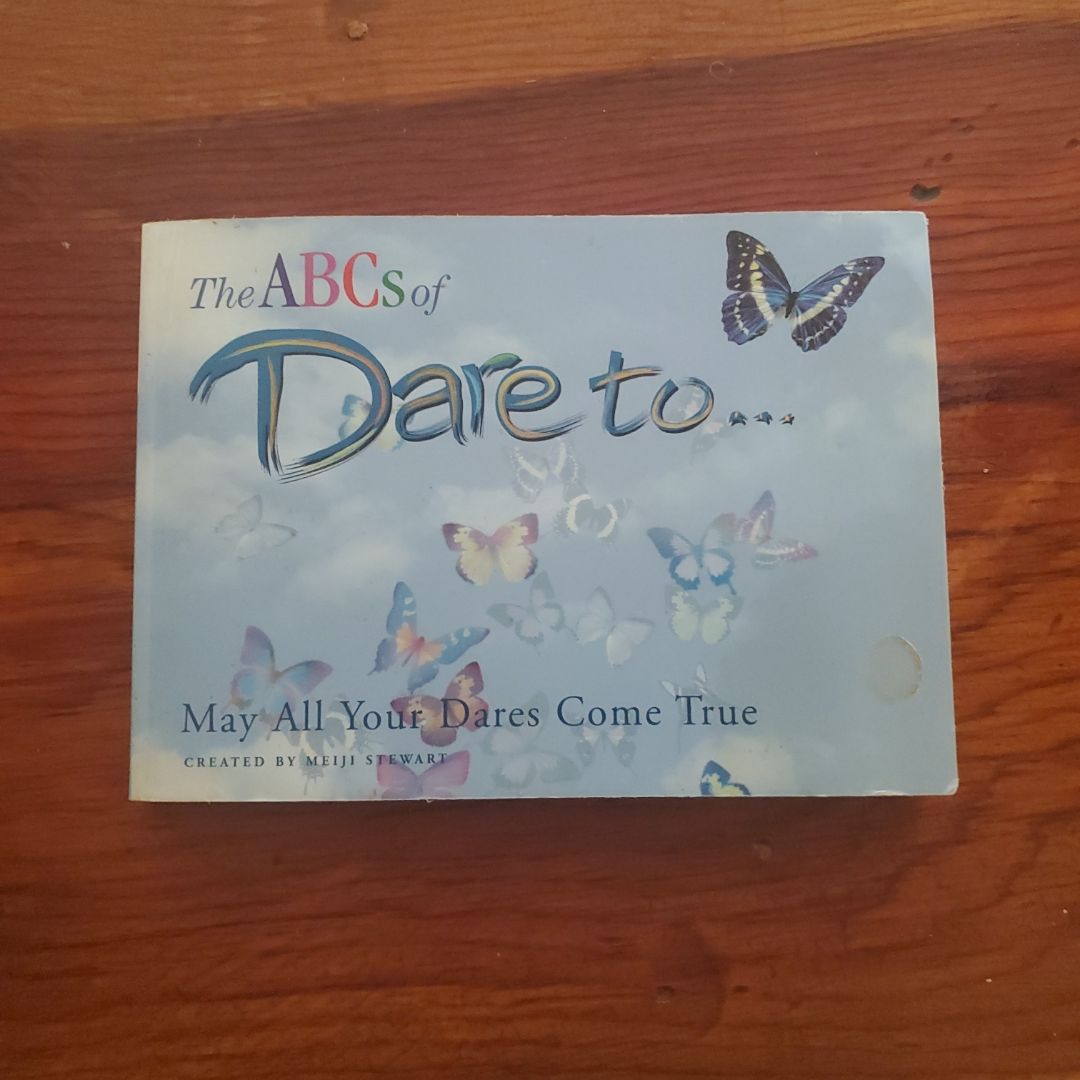 The ABCs of
Dare to...
May All Your Dares Come True
CREATED BY MEIJI STEWART